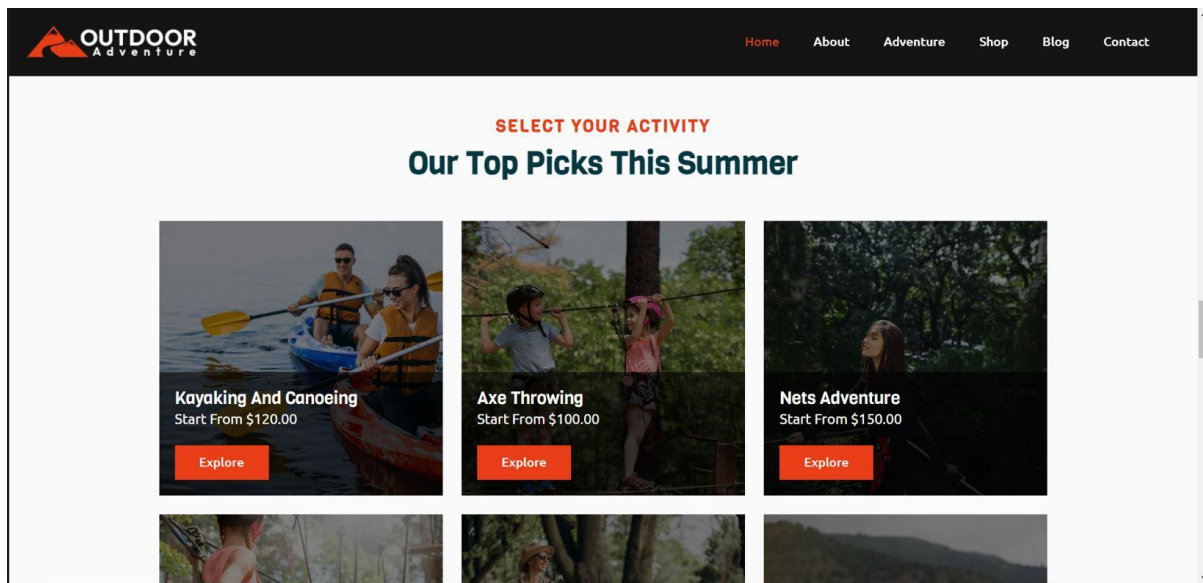 OUTDOOR
Adventure
Home About Adventure Shop Blog Contact
SELECT YOUR ACTIVITY
Our Top Picks This Summer
Kayaking And Canoeing
Start From $120.00
Explore
Axe Throwing
Start From $100.00
Explore
Nets Adventure
Start From $150.00
Explore